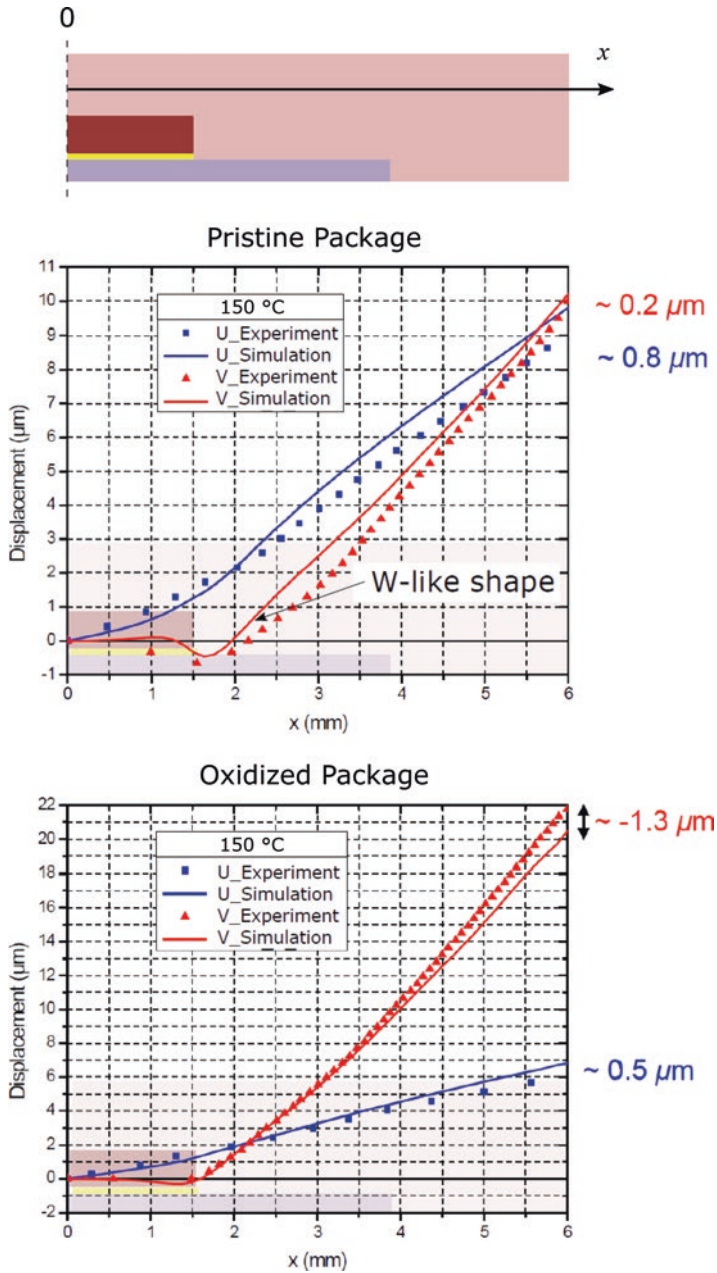 0
x
Pristine Package
11
10
9
8
7
6
5
4
3
2
1
0
-1
Displacement (µm)
150 °C
U_Experiment
U_Simulation
V_Experiment
V_Simulation
W-like shape
~ 0.2 µm
~ 0.8 µm
0 1 2 3 4 5 6
x (mm)
Oxidized Package
22
20
18
16
14
12
10
8
6
4
2
0
-2
Displacement (µm)
150 °C
U_Experiment
U_Simulation
V_Experiment
V_Simulation
~ -1.3 µm
~ 0.5 µm
0 1 2 3 4 5 6
x (mm)